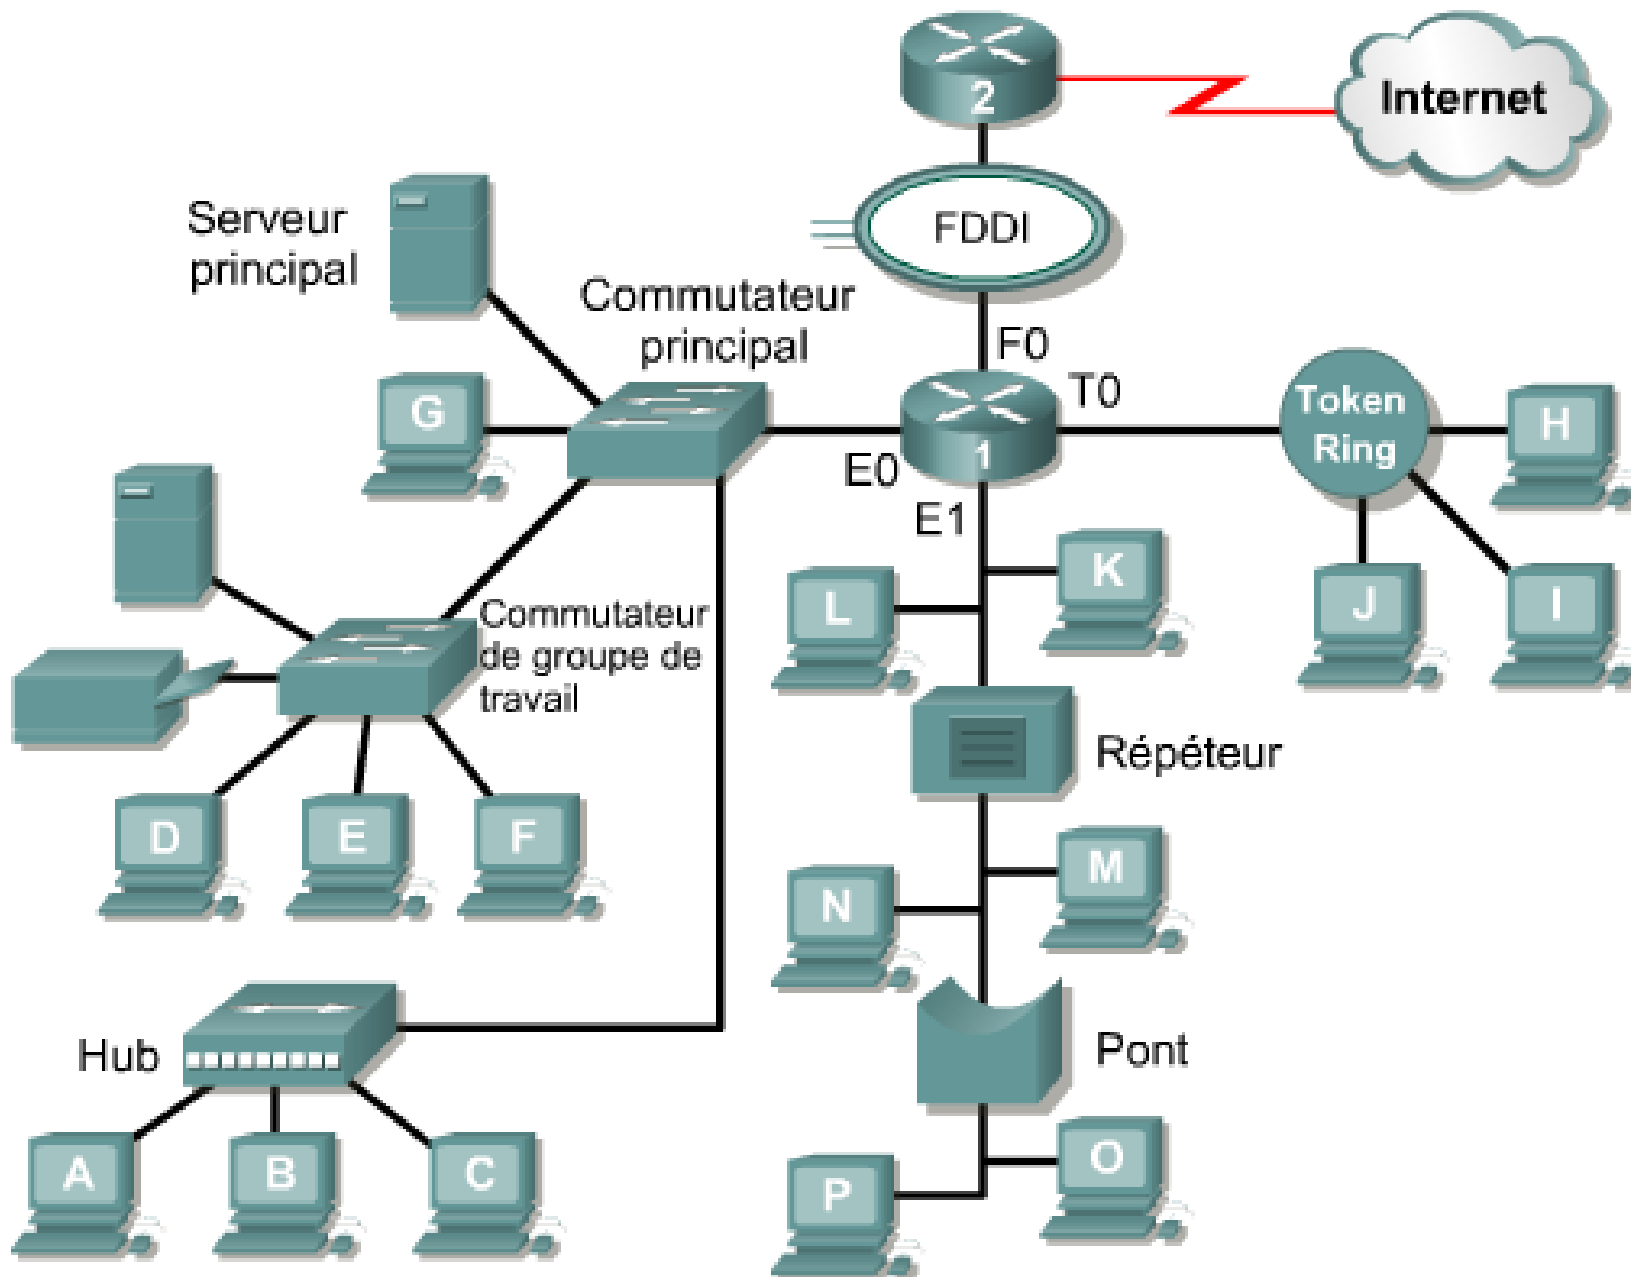 2
Internet
FDDI
Serveur
principal
Commutateur
principal
F0
T0
Token
Ring
H
G
E0
1
E1
K
L
J
I
Commutateur
de groupe de
travail
Répéteur
D
E
F
M
N
Hub
Pont
A
B
C
O
P